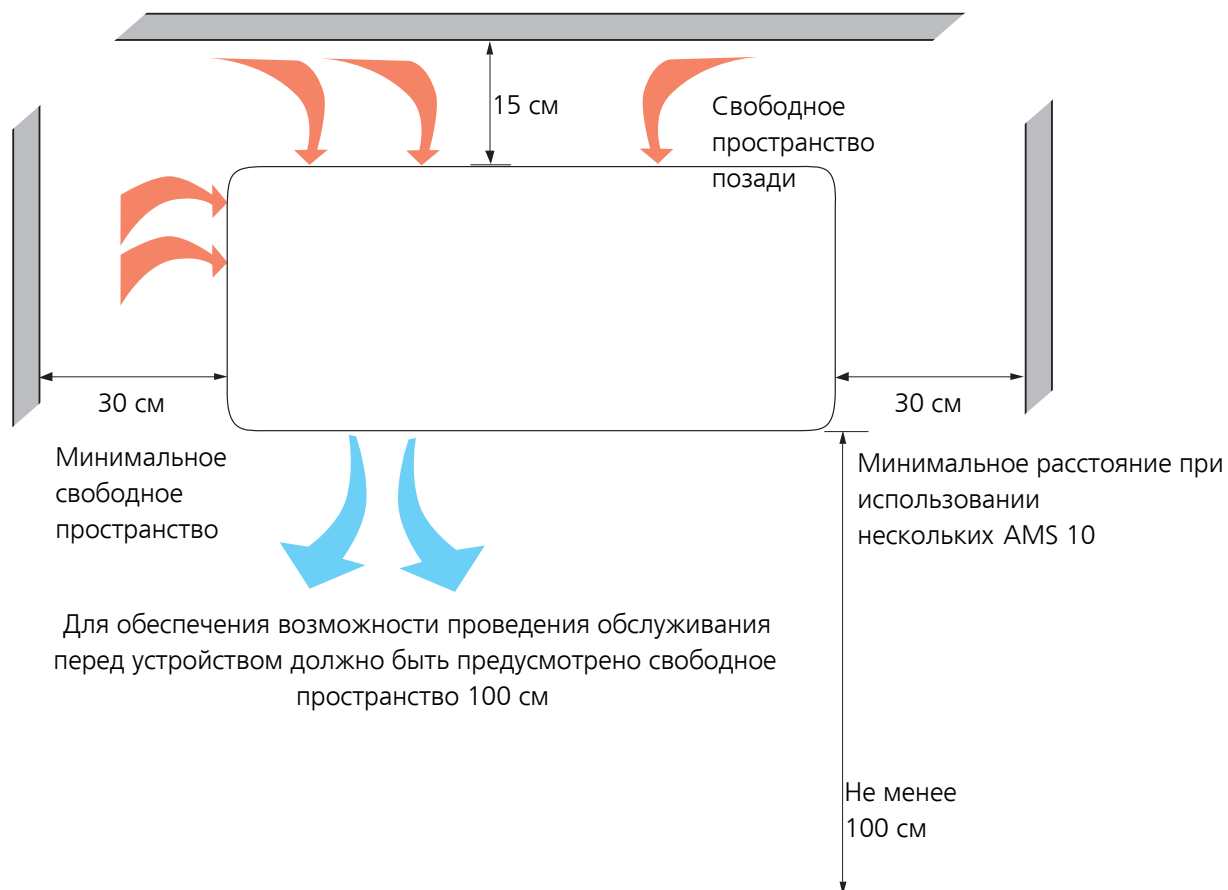 15 см
Свободное
пространство
позади
30 см
30 см
Минимальное
свободное
пространство
Минимальное расстояние при
использовании
нескольких AMS 10
Для обеспечения возможности проведения обслуживания
перед устройством должно быть предусмотрено свободное
пространство 100 см
Не менее
100 см